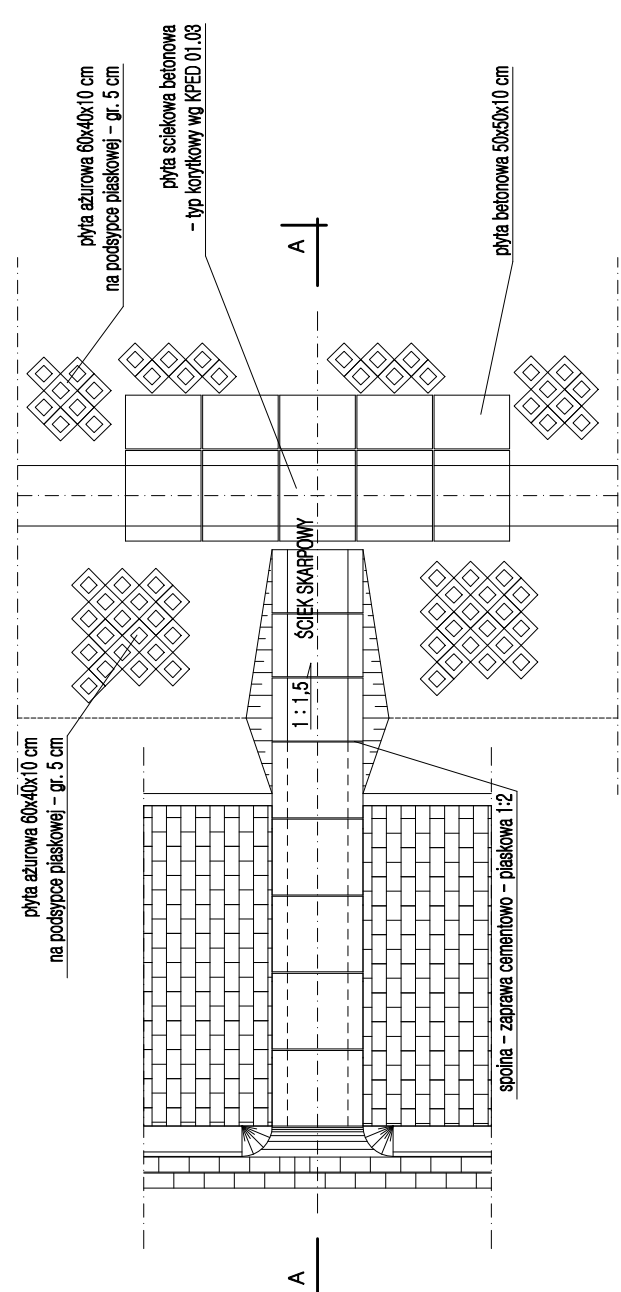 płyta ażurowa 60x40x10 cm
na podsypce piaskowej – gr. 5 cm
płyta sciekowa betonowa
– typ korytkowy wg KPED 01.03
A
płyta betonowa 50x50x10 cm
ŚCIEK SKARPOWY
1 : 1,5
płyta ażurowa 60x40x10 cm
na podsypce piaskowej – gr. 5 cm
spoina – zaprawa cementowo – piaskowa 1:2
A